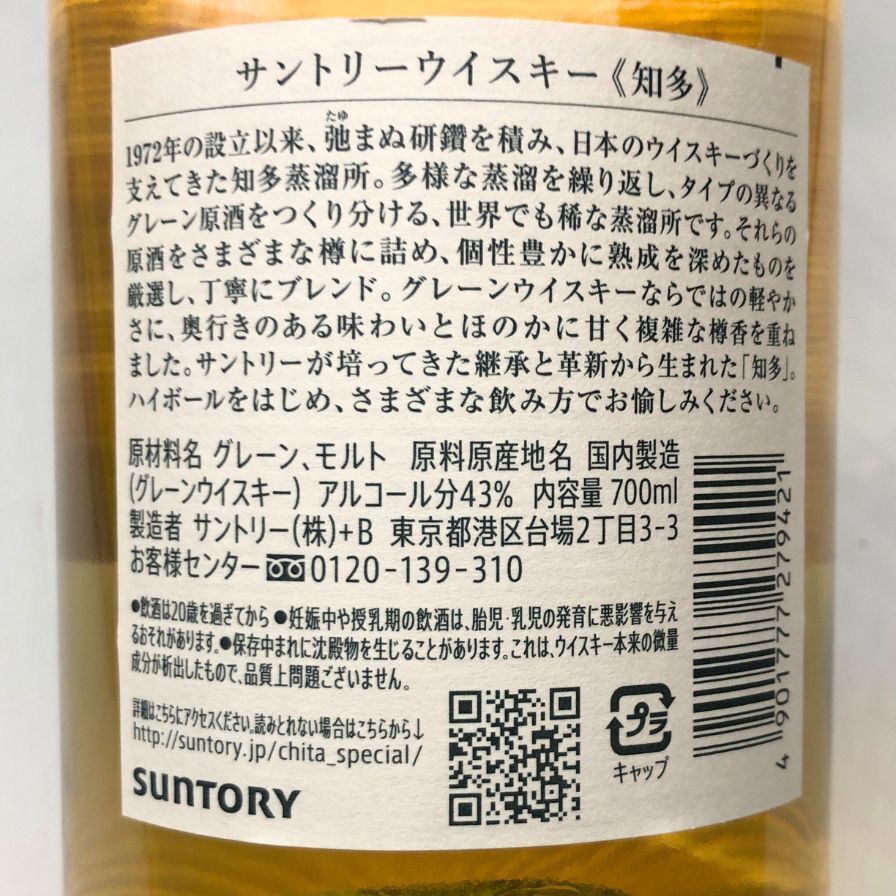 サントリーウイスキー《知多》
たゆ
1972年の設立以来、弛まぬ研鑽を積み、日本のウイスキーづくりを
支えてきた知多蒸溜所。多様な蒸溜を繰り返し、タイプの異なる
グレーン原酒をつくり分ける、世界でも稀な蒸溜所です。それらの
原酒をさまざまな樽に詰め、個性豊かに熟成を深めたものを
厳選し、丁寧にブレンド。グレーンウイスキーならではの軽やか
さに、奥行きのある味わいとほのかに甘く複雑な樽香を重ね
ました。サントリーが培ってきた継承と革新から生まれた「知多」。
ハイボールをはじめ、さまざまな飲み方でお愉しみください。
原材料名 グレーン、モルト 原料原産地名 国内製造
(グレーンウイスキー) アルコール分43% 内容量700ml
製造者 サントリー(株)+B 東京都港区台場2丁目3-3
お客様センター 0120-139-310
●飲酒は20歳を過ぎてから ●妊娠中や授乳期の飲酒は、胎児・乳児の発育に悪影響を与え
るおそれがあります。●保存中まれに沈殿物を生じることがあります。これは、ウイスキー本来の微量
成分が析出したもので、品質上問題ございません。
詳細はこちらにアクセスください。読みとれない場合はこちらから↓
http://suntory.jp/chita_special/
SUNTORY
プラ
キャップ
4 901777 279421